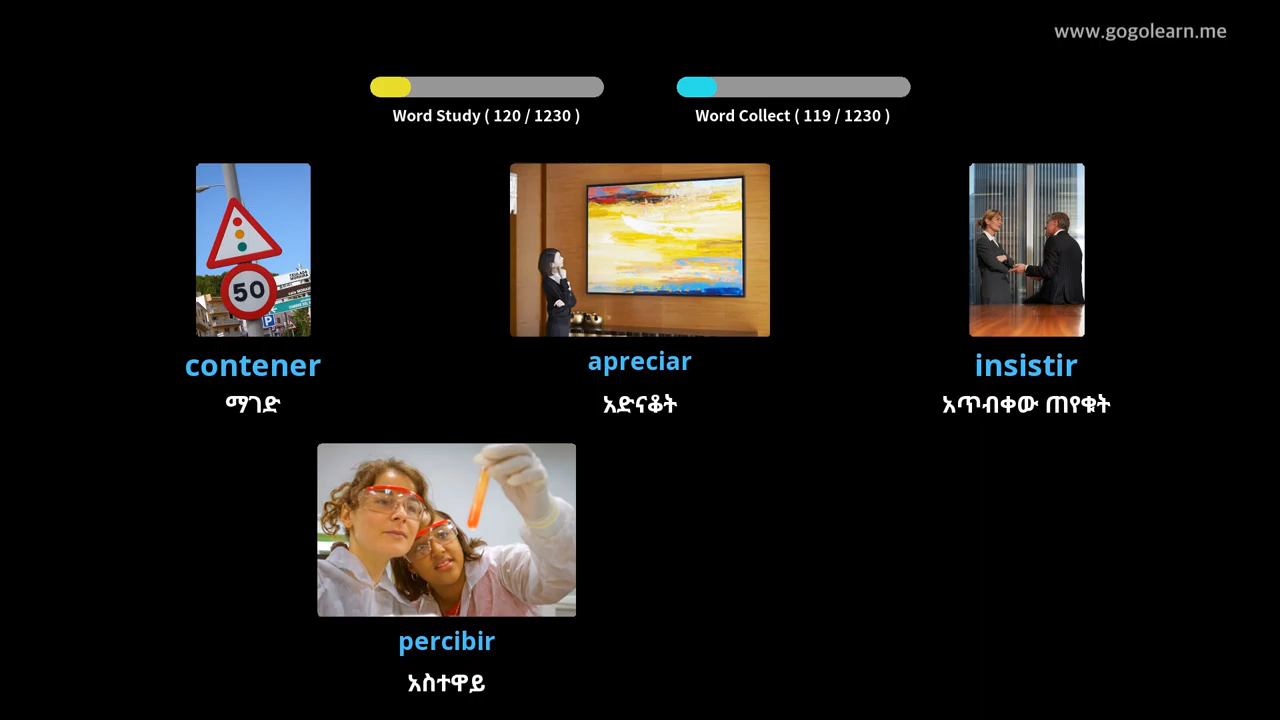 www.gogolearn.me
Word Study ( 120 / 1230 )
Word Collect ( 119 / 1230 )
50
P
contener
ማገድ
apreciar
አድናቆት
insistir
አጥብቀው ጠየቁት
percibir
አስተዋይ